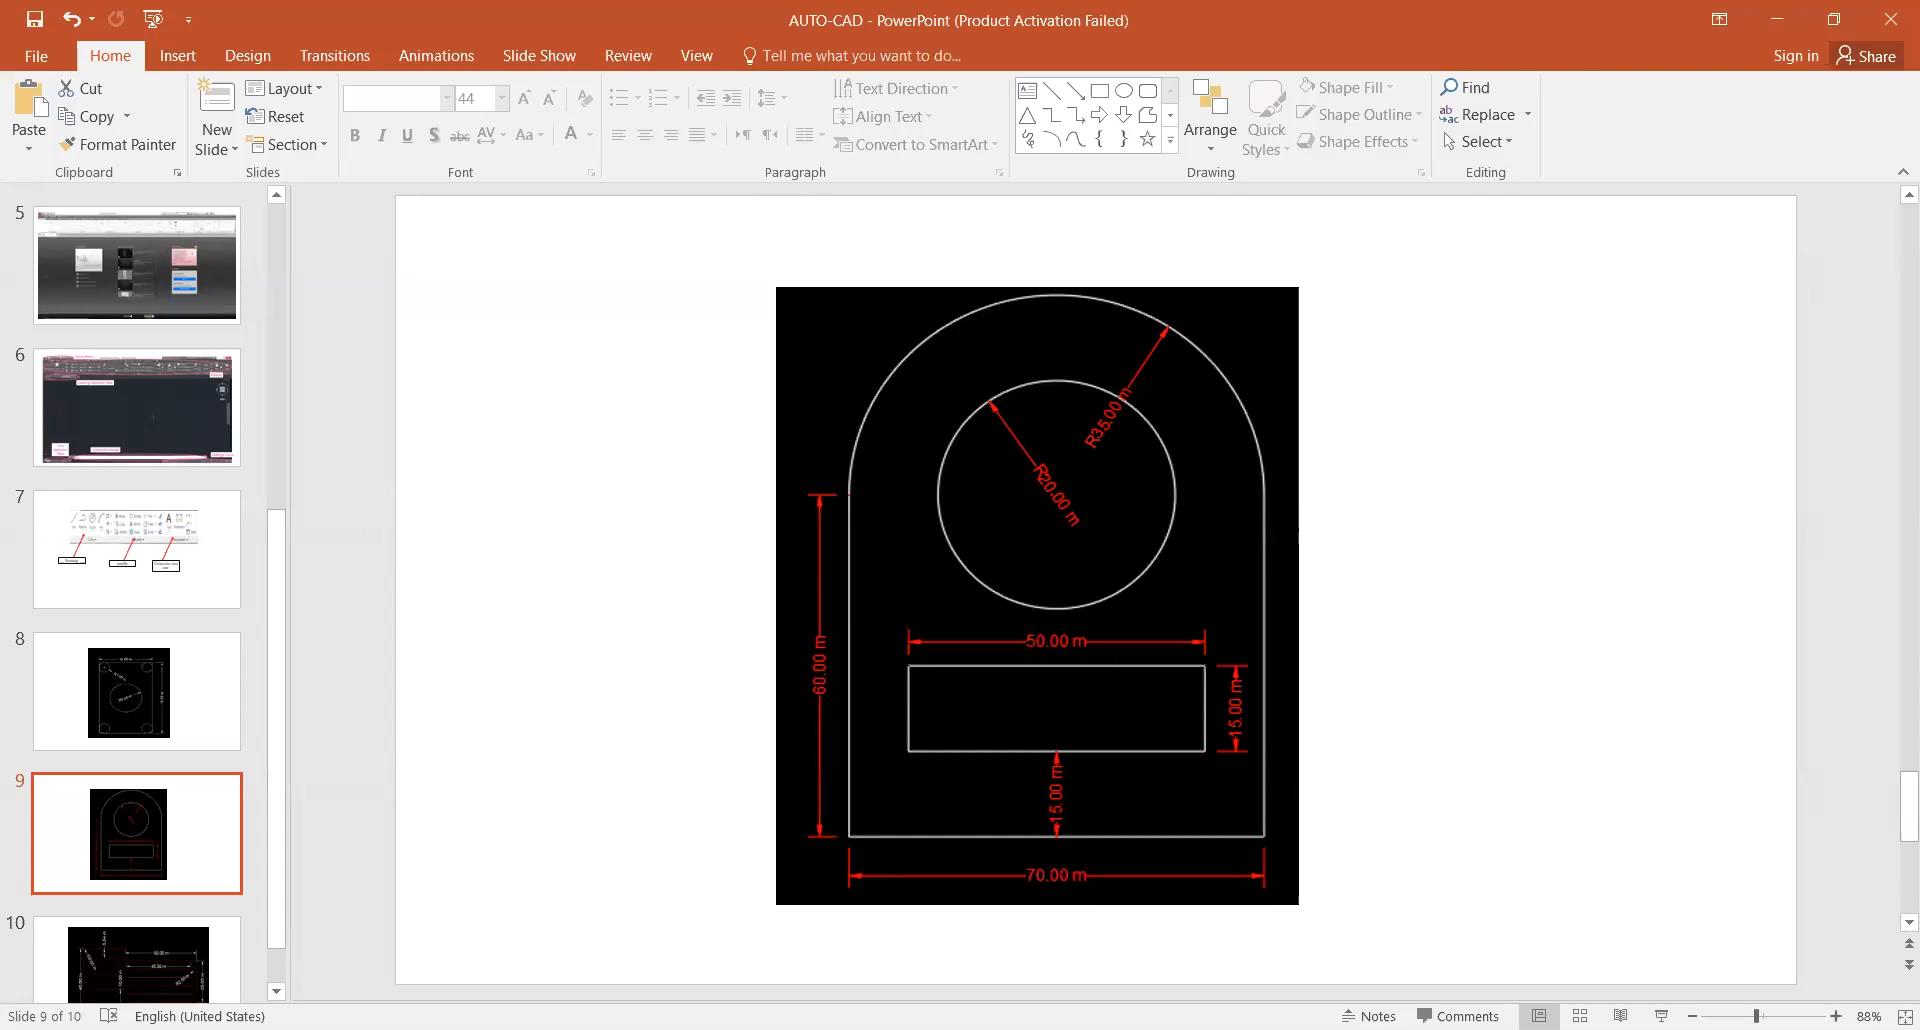 AUTO-CAD - PowerPoint (Product Activation Failed)
File Home Insert Design Transitions Animations Slide Show Review View Tell me what you want to do... Sign in Share
Paste
Cut
Copy
Format Painter
Clipboard
New Slide
Layout
Reset
Section
Slides
44
B I U S abc AV Aa A
Font
Text Direction
Align Text
Convert to SmartArt
Paragraph
Arrange
Quick Styles
Shape Fill
Shape Outline
Shape Effects
Drawing
Find
Replace
Select
Editing
5
6
7
8
9
10
R35.00 m
R20.00 m
50.00 m
60.00 m
15.00 m
15.00 m
70.00 m
Slide 9 of 10 English (United States) Notes Comments 88%